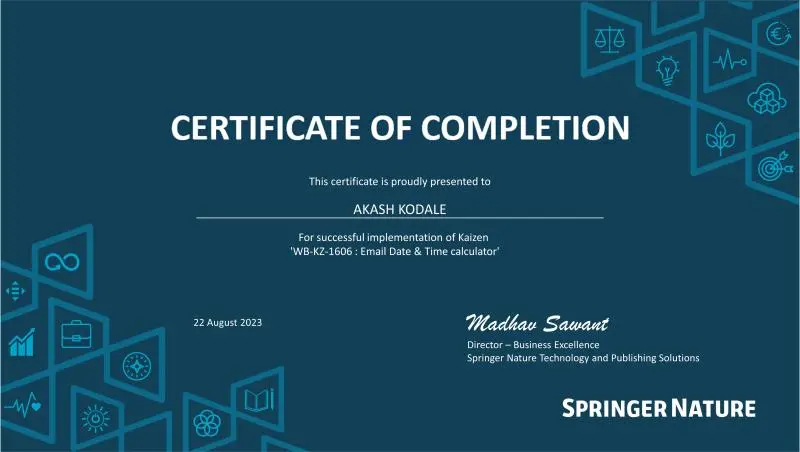 CERTIFICATE OF COMPLETION
This certificate is proudly presented to
AKASH KODALE
For successful implementation of Kaizen
'WB-KZ-1606 : Email Date & Time calculator'
22 August 2023
Madhav Sawant
Director – Business Excellence
Springer Nature Technology and Publishing Solutions
SPRINGER NATURE